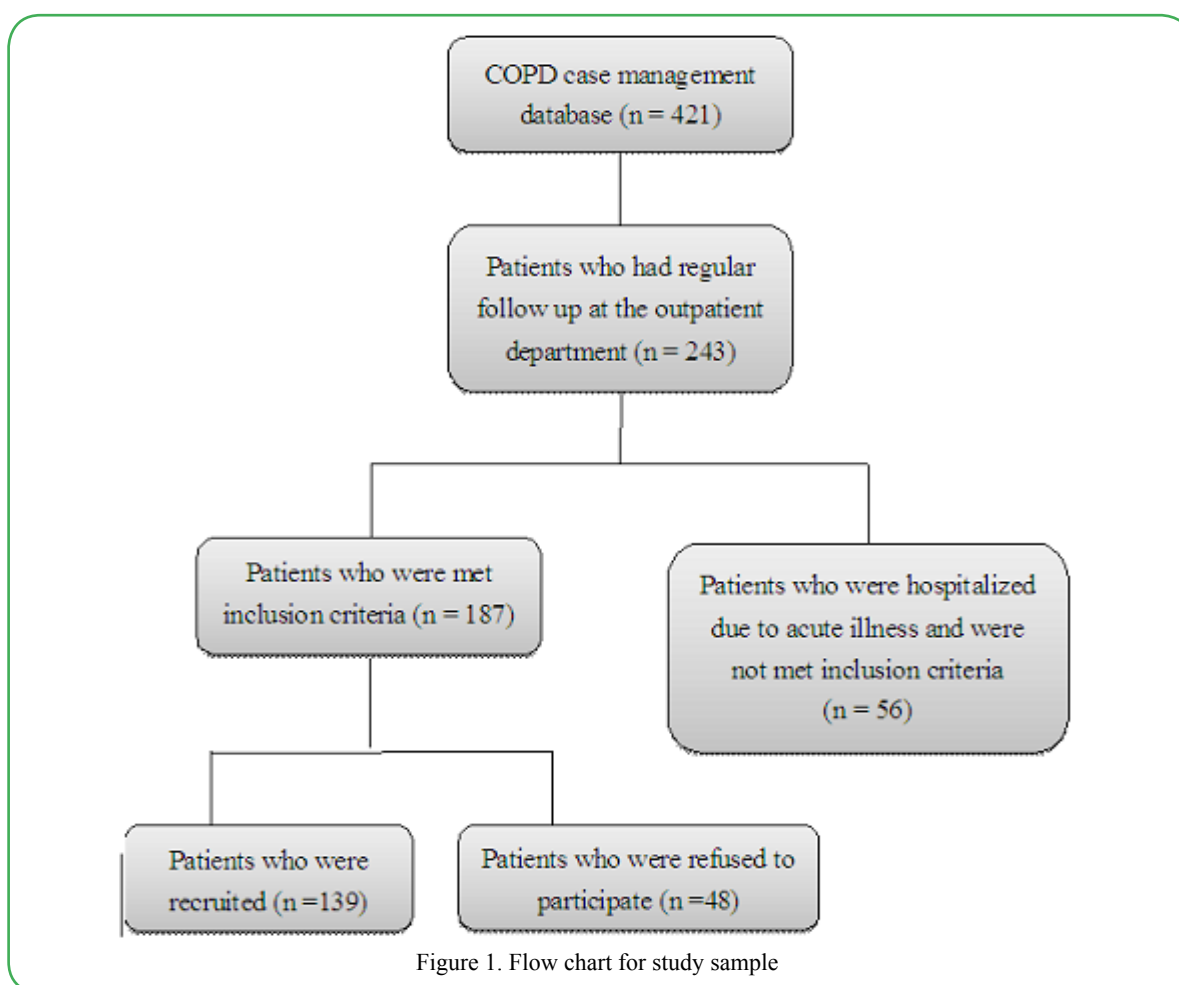 COPD case management
database (n = 421)
Patients who had regular
follow up at the outpatient
department (n = 243)
Patients who were met
inclusion criteria (n = 187)
Patients who were hospitalized
due to acute illness and were
not met inclusion criteria
(n = 56)
Patients who were
recruited (n =139)
Patients who were refused to
participate (n =48)
Figure 1. Flow chart for study sample